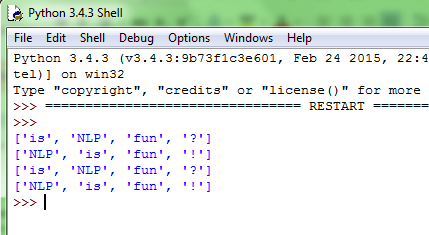 Python 3.4.3 Shell
File Edit Shell Debug Options Windows Help
Python 3.4.3 (v3.4.3:9b73f1c3e601, Feb 24 2015, 22:4
tel)] on win32
Type "copyright", "credits" or "license()" for more
>>> ================================ RESTART =======
>>>
['is', 'NLP', 'fun', '?']
['NLP', 'is', 'fun', '!']
['is', 'NLP', 'fun', '?']
['NLP', 'is', 'fun', '!']
>>>